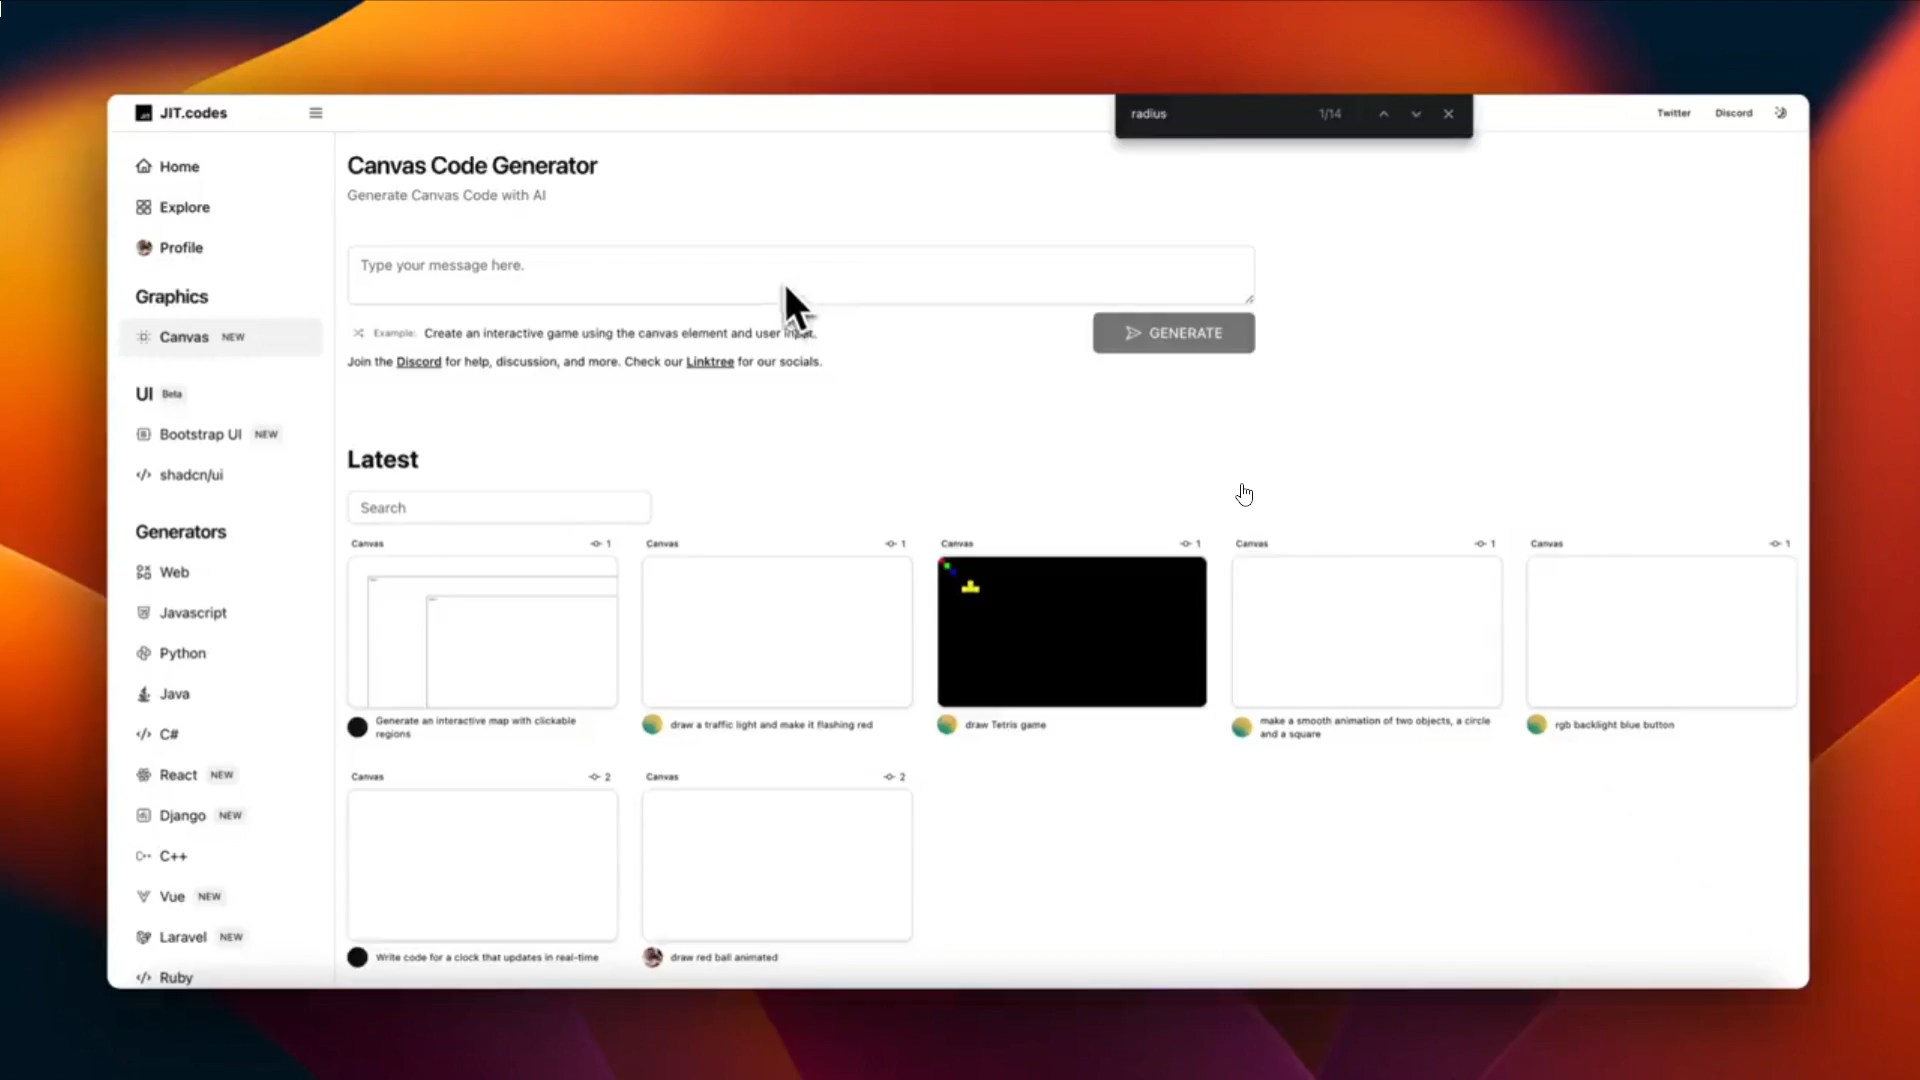 JIT.codes
radius 1/14
Twitter Discord
Home
Explore
Profile
Graphics
Canvas NEW
UI Beta
Bootstrap UI NEW
shadcn/ui
Generators
Web
Javascript
Python
Java
C#
React NEW
Django NEW
C++
Vue NEW
Laravel NEW
Ruby
Canvas Code Generator
Generate Canvas Code with AI
Type your message here.
Example: Create an interactive game using the canvas element and user input.
GENERATE
Join the Discord for help, discussion, and more. Check our Linktree for our socials.
Latest
Search
Canvas 1
Canvas 1
Canvas 1
Canvas 1
Canvas 1
Generate an interactive map with clickable
regions
draw a traffic light and make it flashing red
draw Tetris game
make a smooth animation of two objects, a circle
and a square
rgb backlight blue button
Canvas 2
Canvas 2
Write code for a clock that updates in real-time
draw red ball animated